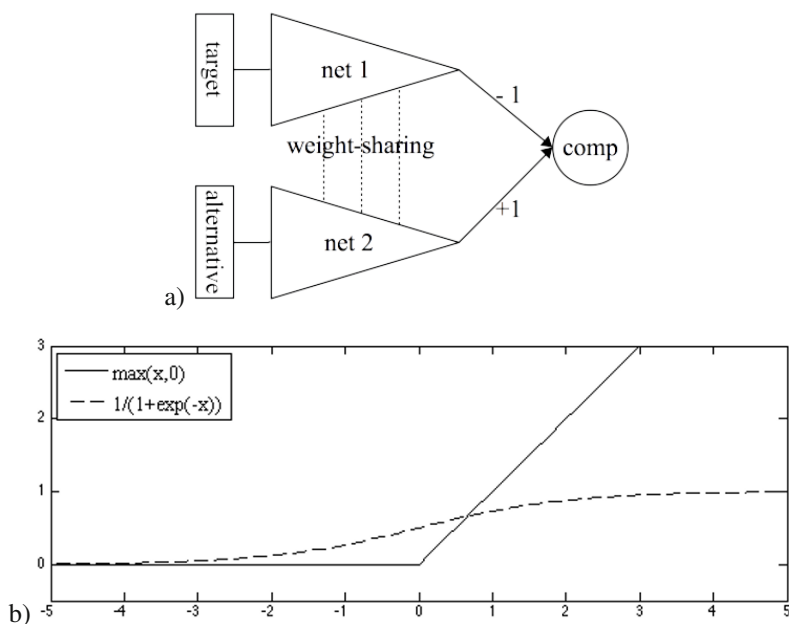 target
net 1
- 1
weight-sharing
comp
alternative
net 2
+1
a)
3
2
1
0
max(x,0)
1/(1+exp(-x))
b)
-5 -4 -3 -2 -1 0 1 2 3 4 5